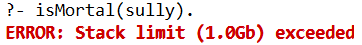 ?- isMortal(sully).
ERROR: Stack limit (1.0Gb) exceeded